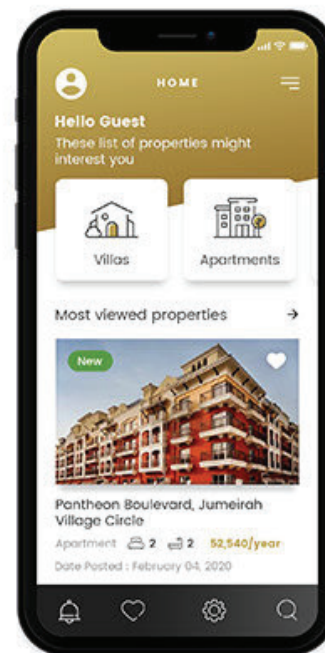 HOME
Hello Guest
These list of properties might
interest you
Villas
Apartments
Most viewed properties
New
Pantheon Boulevard, Jumeirah
Village Circle
Apartment 2 2 52,540/year
Date Posted : February 04, 2020